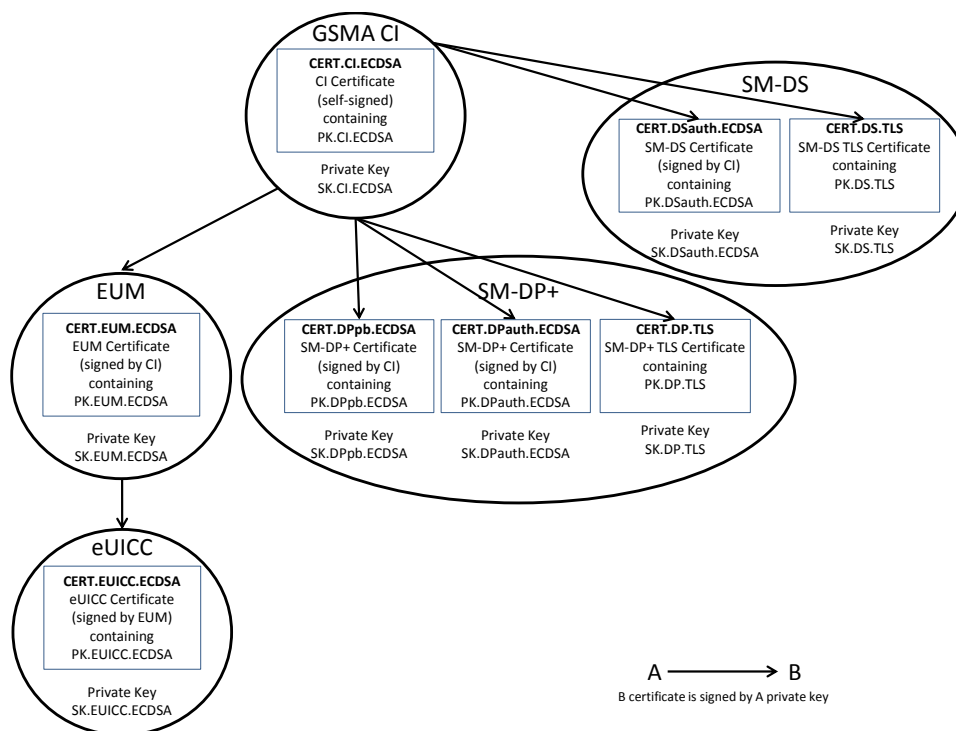 GSMA CI
CERT.CI.ECDSA
CI Certificate
(self-signed)
containing
PK.CI.ECDSA
Private Key
SK.CI.ECDSA
SM-DS
CERT.DSauth.ECDSA
SM-DS Certificate
(signed by CI)
containing
PK.DSauth.ECDSA
Private Key
SK.DSauth.ECDSA
CERT.DS.TLS
SM-DS TLS Certificate
containing
PK.DS.TLS
Private Key
SK.DS.TLS
EUM
CERT.EUM.ECDSA
EUM Certificate
(signed by CI)
containing
PK.EUM.ECDSA
Private Key
SK.EUM.ECDSA
SM-DP+
CERT.DPpb.ECDSA
SM-DP+ Certificate
(signed by CI)
containing
PK.DPpb.ECDSA
Private Key
SK.DPpb.ECDSA
CERT.DPauth.ECDSA
SM-DP+ Certificate
(signed by CI)
containing
PK.DPauth.ECDSA
Private Key
SK.DPauth.ECDSA
CERT.DP.TLS
SM-DP+ TLS Certificate
containing
PK.DP.TLS
Private Key
SK.DP.TLS
eUICC
CERT.EUICC.ECDSA
eUICC Certificate
(signed by EUM)
containing
PK.EUICC.ECDSA
Private Key
SK.EUICC.ECDSA
A B
B certificate is signed by A private key